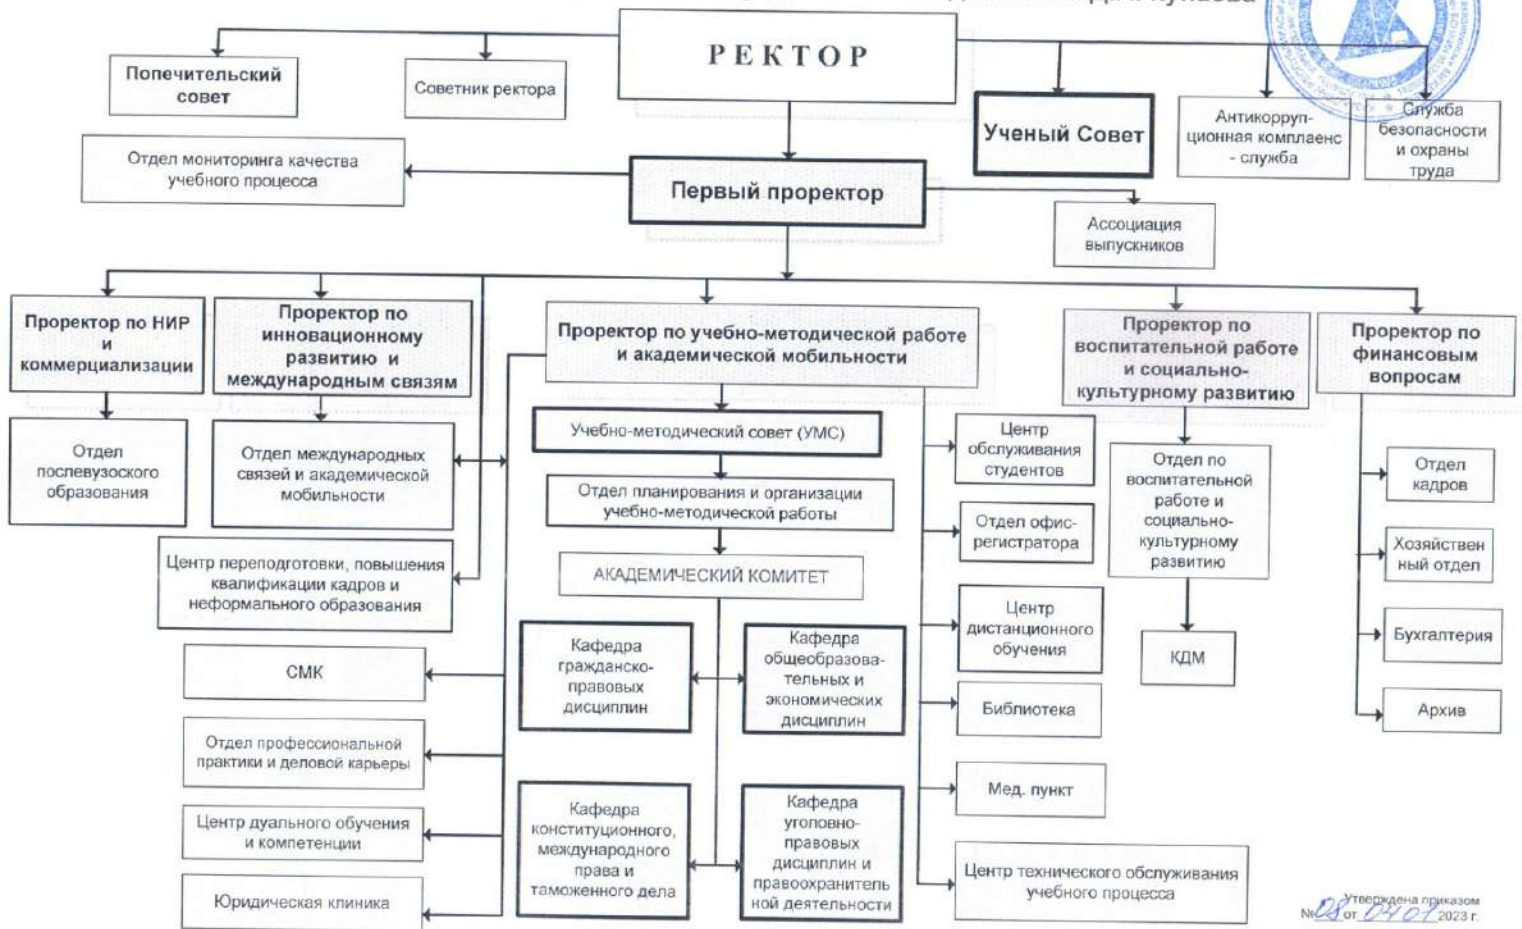 РЕКТОР
Попечительский
совет
Советник ректора
Ученый Совет
Антикорруп-
ционная комплаенс
- служба
Служба
безопасности
и охраны
труда
Отдел мониторинга качества
учебного процесса
Первый проректор
Ассоциация
выпускников
Проректор по НИР
и
коммерциализации
Проректор по
инновационному
развитию и
международным связям
Проректор по учебно-методической работе
и академической мобильности
Проректор по
воспитательной работе
и социально-
культурному развитию
Проректор по
финансовым
вопросам
Отдел
послевузоского
образования
Отдел международных
связей и академической
мобильности
Учебно-методический совет (УМС)
Отдел планирования и организации
учебно-методической работы
АКАДЕМИЧЕСКИЙ КОМИТЕТ
Центр
обслуживания
студентов
Отдел офис-
регистратора
Отдел по
воспитательной
работе и
социально-
культурному
развитию
Отдел
кадров
Хозяйствен
ный отдел
Центр переподготовки, повышения
квалификации кадров и
неформального образования
Кафедра
гражданско-
правовых
дисциплин
Кафедра
общеобразова-
тельных и
экономических
дисциплин
Центр
дистанционного
обучения
КДМ
Бухгалтерия
СМК
Библиотека
Архив
Отдел профессиональной
практики и деловой карьеры
Мед. пункт
Центр дуального обучения
и компетенции
Кафедра
конституционного,
международного
права и
таможенного дела
Кафедра
уголовно-
правовых
дисциплин и
правоохранитель
ной деятельности
Центр технического обслуживания
учебного процесса
Юридическая клиника
Утверждена приказом
№ 08 от 04 01 2023 г.